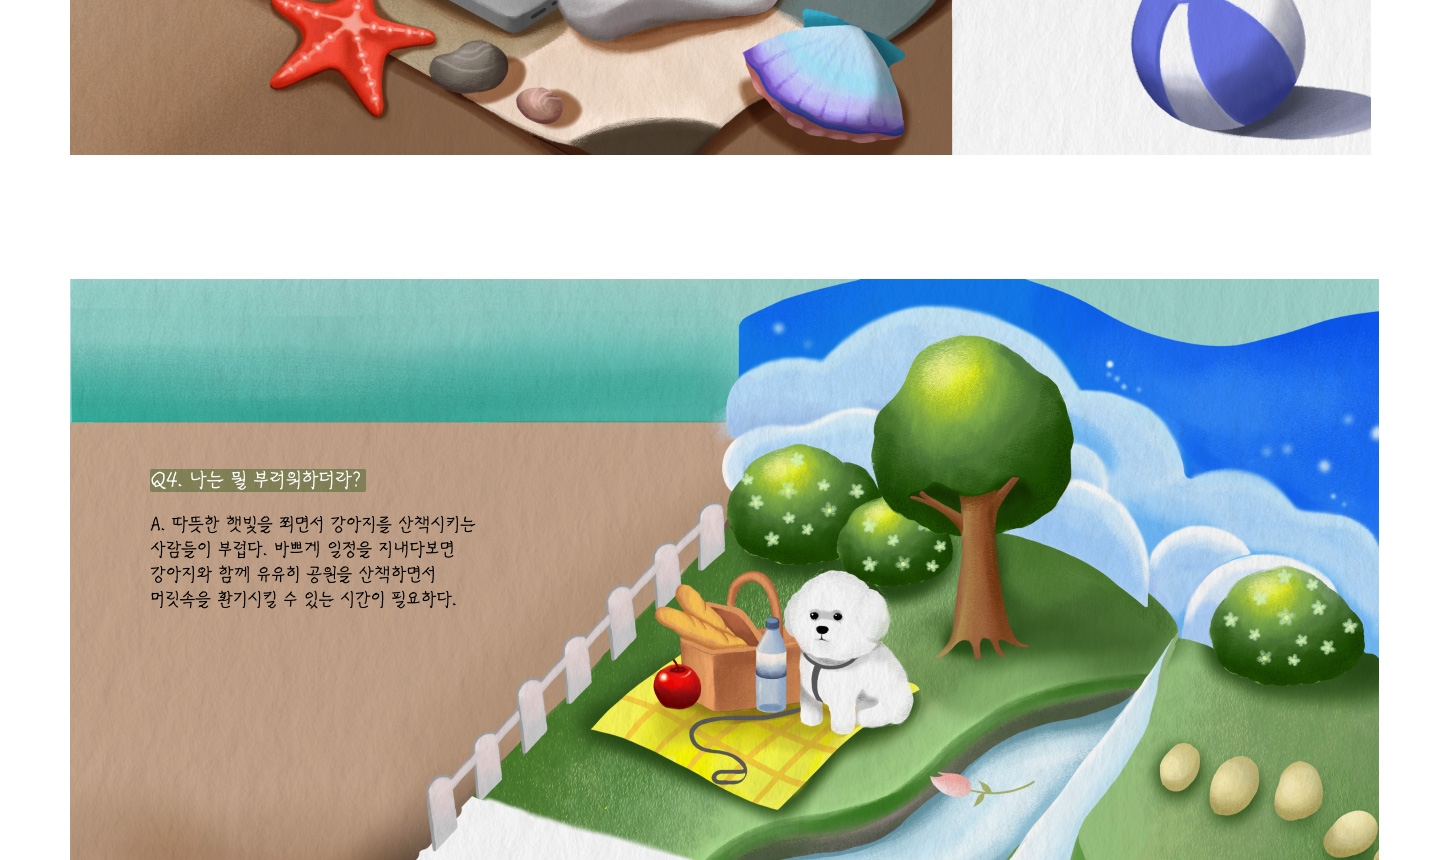 Q4. 나는 뭘 부러워하더라?
A. 따뜻한 햇빛을 쬐면서 강아지를 산책시키는
사람들이 부럽다. 바쁘게 일정을 지내다보면
강아지와 함께 유유히 공원을 산책하면서
머릿속을 환기시킬 수 있는 시간이 필요하다.